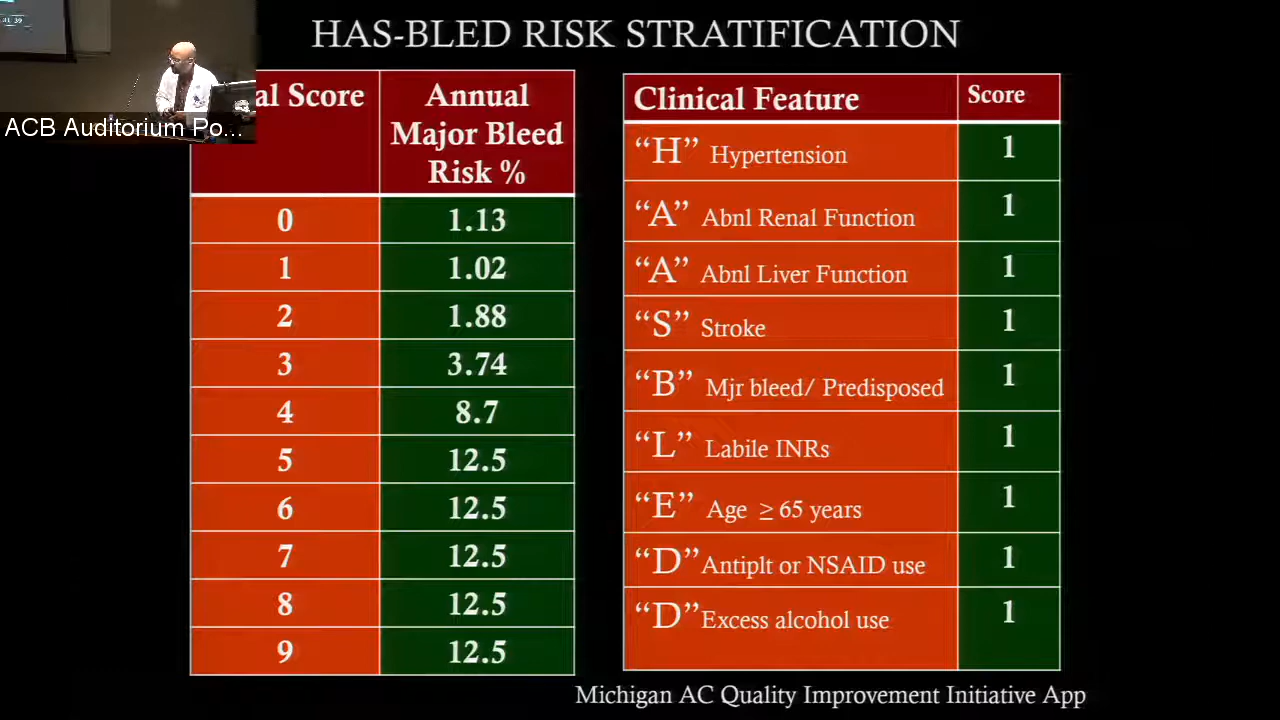 HAS-BLED RISK STRATIFICATION
ACB Auditorium Po...
al Score
Annual
Major Bleed
Risk %
0 1.13
1 1.02
2 1.88
3 3.74
4 8.7
5 12.5
6 12.5
7 12.5
8 12.5
9 12.5
Clinical Feature Score
“H” Hypertension 1
“A” Abnl Renal Function 1
“A” Abnl Liver Function 1
“S” Stroke 1
“B” Mjr bleed/ Predisposed 1
“L” Labile INRs 1
“E” Age ≥ 65 years 1
“D” Antiplt or NSAID use 1
“D” Excess alcohol use 1
Michigan AC Quality Improvement Initiative App